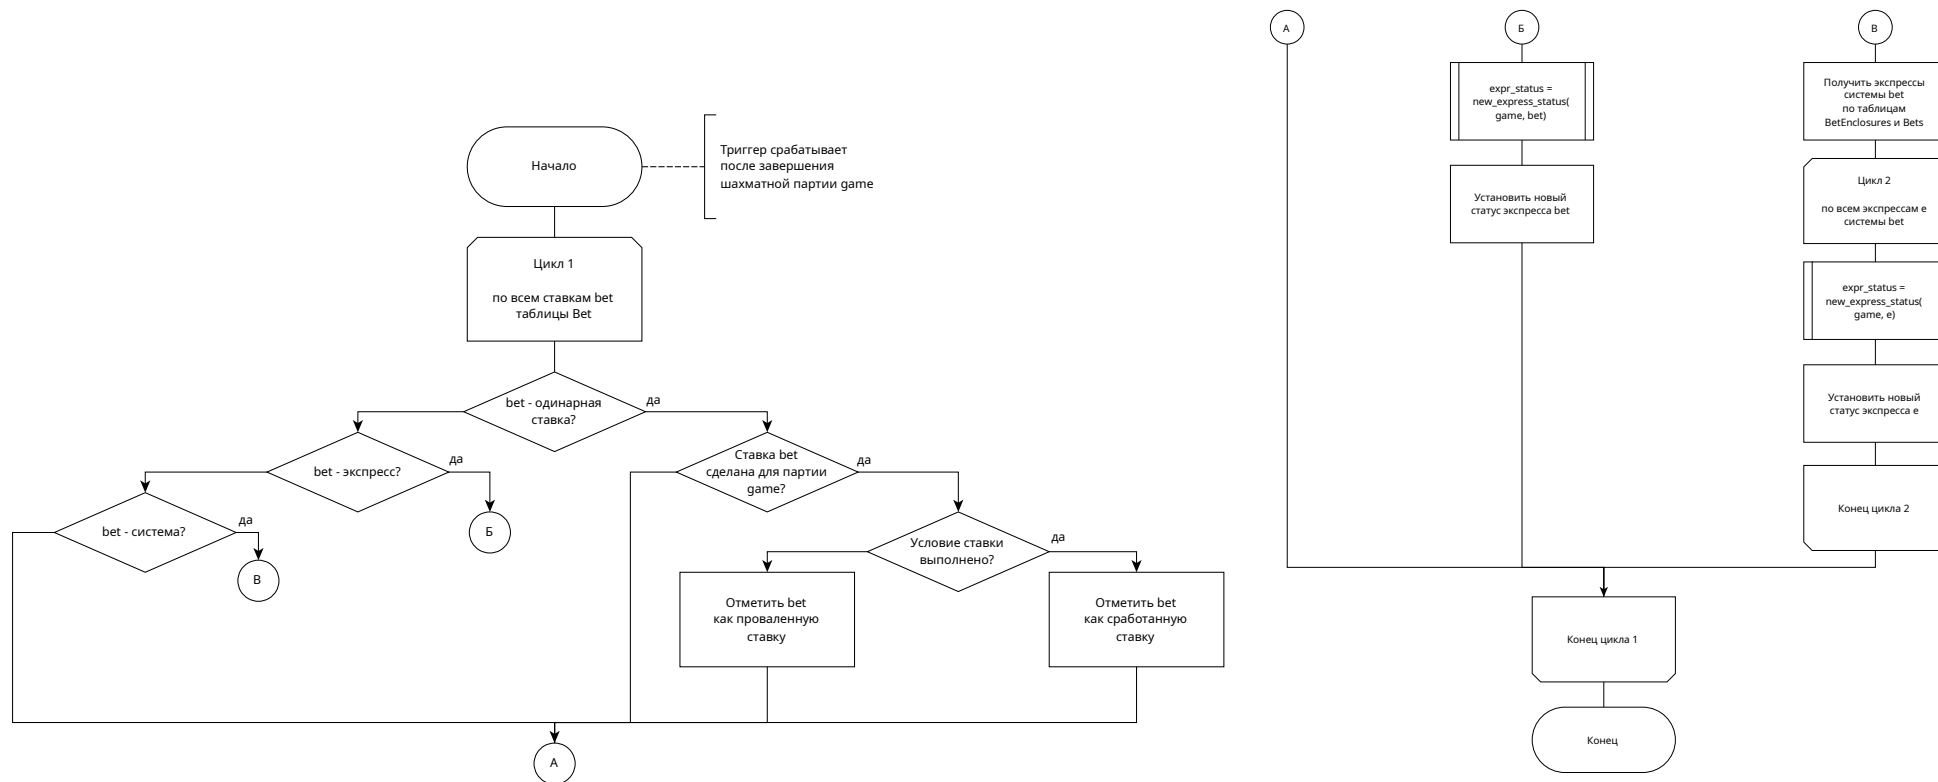 Начало
Триггер срабатывает
после завершения
шахматной партии game
Цикл 1
по всем ставкам bet
таблицы Bet
bet - одинарная
ставка?
да
bet - экспресс?
да
Ставка bet
сделана для партии
game?
да
bet - система?
да
Б
В
Условие ставки
выполнено?
да
Отметить bet
как проваленную
ставку
Отметить bet
как сработанную
ставку
А
А
Б
expr_status =
new_express_status(
game, bet)
Установить новый
статус экспресса bet
В
Получить экспрессы
системы bet
по таблицам
BetEnclosures и Bets
Цикл 2
по всем экспрессам e
системы bet
expr_status =
new_express_status(
game, e)
Установить новый
статус экспресса e
Конец цикла 2
Конец цикла 1
Конец